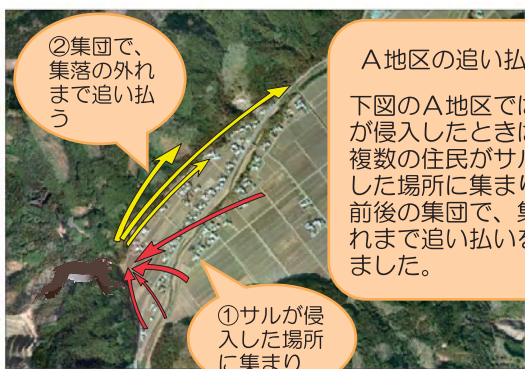 ②集団で、
集落の外れ
まで追い払
う
A地区の追い払
下図のA地区では
が侵入したときは
複数の住民がサル
した場所に集まり
前後の集団で、集
れまで追い払いを
ました。
①サルが侵
入した場所
に集まり